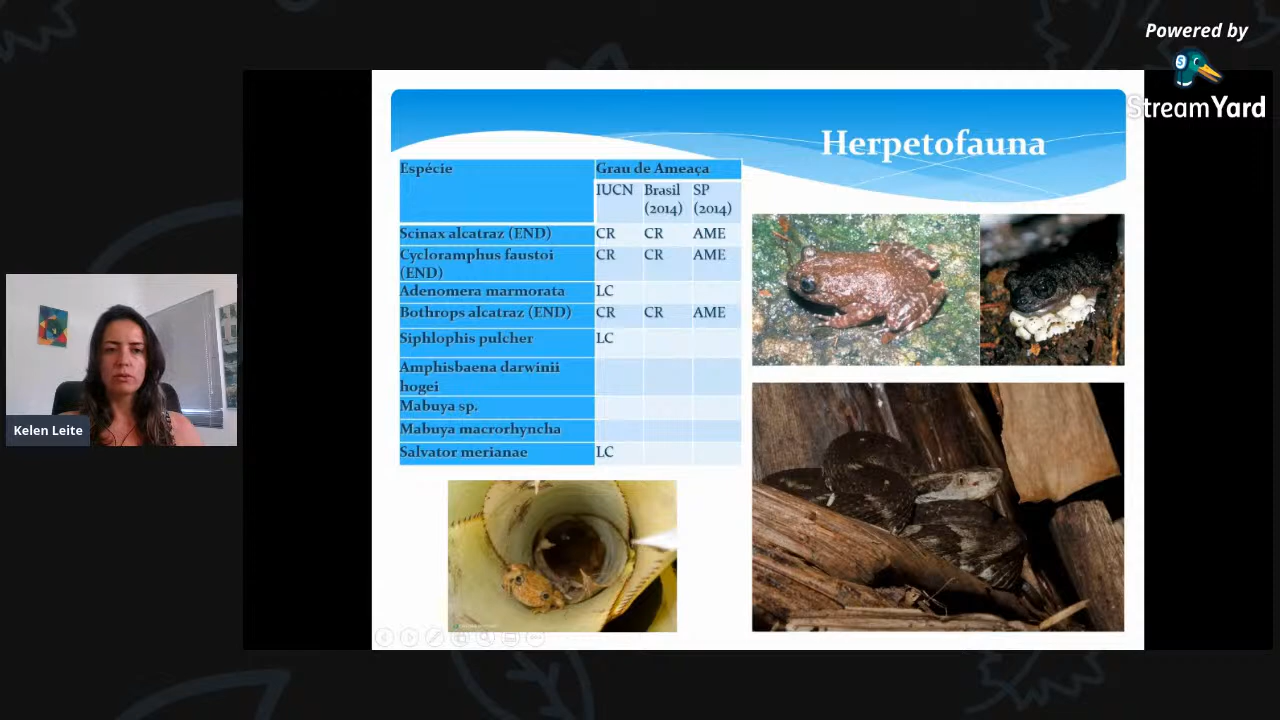 Powered by
StreamYard
Herpetofauna
Espécie Grau de Ameaça
IUCN Brasil (2014) SP (2014)
Scinax alcatraz (END) CR CR AME
Cycloramphus faustoi (END) CR CR AME
Adenomera marmorata LC
Bothrops alcatraz (END) CR CR AME
Siphlophis pulcher LC
Amphisbaena darwinii hogei
Mabuya sp.
Mabuya macrorhyncha
Salvator merianae LC
Kelen Leite